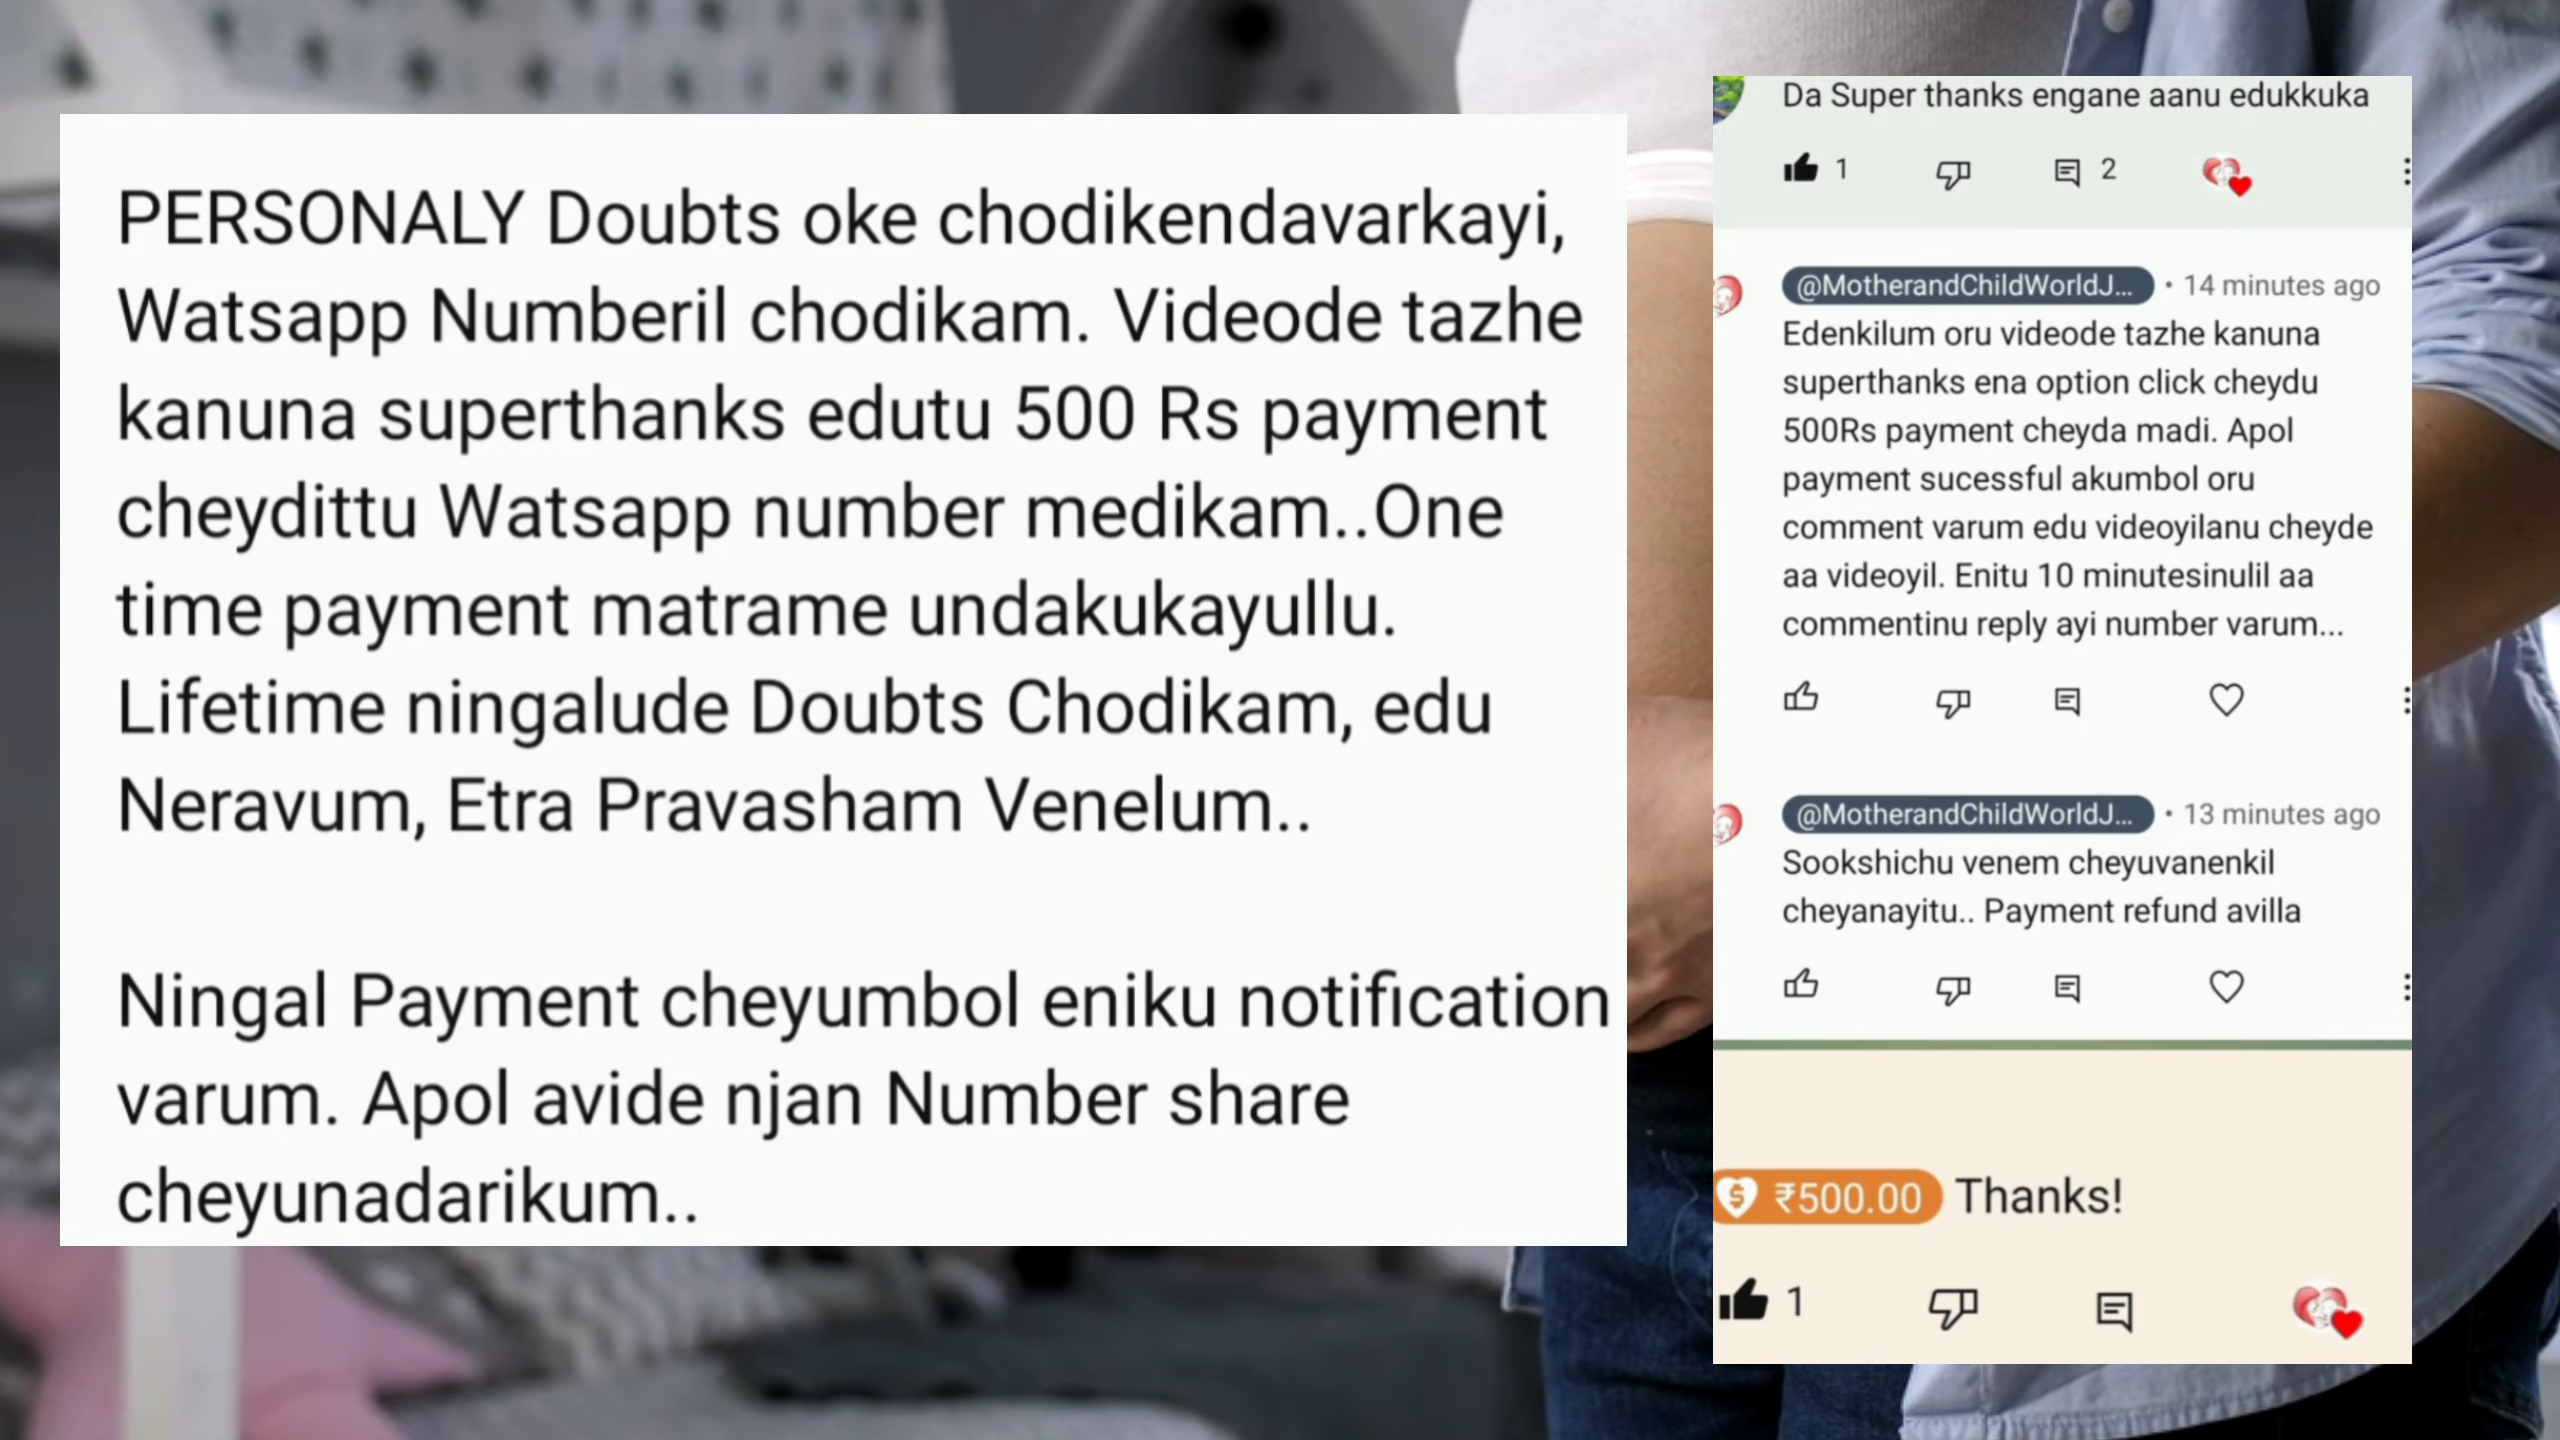 PERSONALY Doubts oke chodikendavarkayi,
Watsapp Numberil chodikam. Videode tazhe
kanuna superthanks edutu 500 Rs payment
cheydittu Watsapp number medikam..One
time payment matrame undakukayullu.
Lifetime ningalude Doubts Chodikam, edu
Neravum, Etra Pravasham Venelum..
Ningal Payment cheyumbol eniku notification
varum. Apol avide njan Number share
cheyunadarikum..
Da Super thanks engane aanu edukkuka
1 2
@MotherandChildWorldJ... • 14 minutes ago
Edenkilum oru videode tazhe kanuna
superthanks ena option click cheydu
500Rs payment cheyda madi. Apol
payment sucessful akumbol oru
comment varum edu videoyilanu cheyde
aa videoyil. Enitu 10 minutesinulil aa
commentinu reply ayi number varum...
@MotherandChildWorldJ... • 13 minutes ago
Sookshichu venem cheyuvanenkil
cheyanayitu.. Payment refund avilla
₹500.00 Thanks!
1